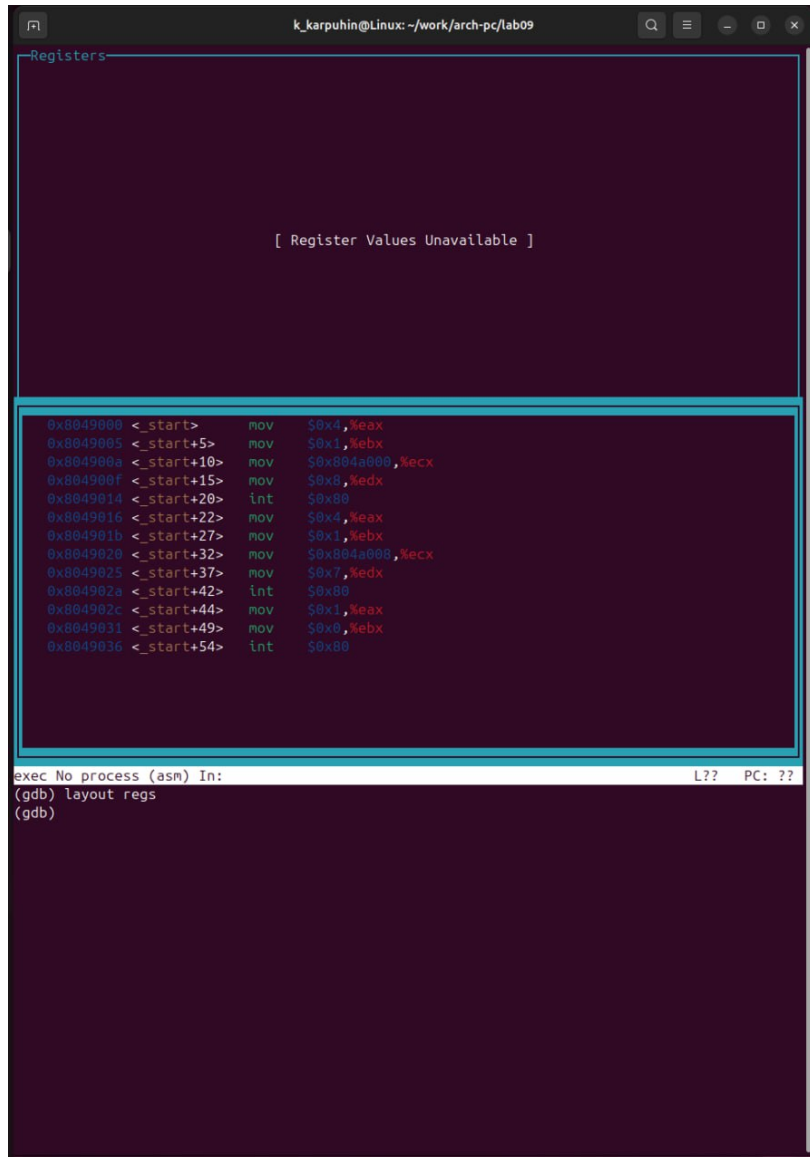 k_karpuhin@Linux: ~/work/arch-pc/lab09
Registers
[ Register Values Unavailable ]
0x8049000 <_start> mov $0x4,%eax
0x8049005 <_start+5> mov $0x1,%ebx
0x804900a <_start+10> mov $0x804a000,%ecx
0x804900f <_start+15> mov $0x8,%edx
0x8049014 <_start+20> int $0x80
0x8049016 <_start+22> mov $0x4,%eax
0x804901b <_start+27> mov $0x1,%ebx
0x8049020 <_start+32> mov $0x804a008,%ecx
0x8049025 <_start+37> mov $0x7,%edx
0x804902a <_start+42> int $0x80
0x804902c <_start+44> mov $0x1,%eax
0x8049031 <_start+49> mov $0x0,%ebx
0x8049036 <_start+54> int $0x80
exec No process (asm) In: L?? PC: ??
(gdb) layout regs
(gdb)